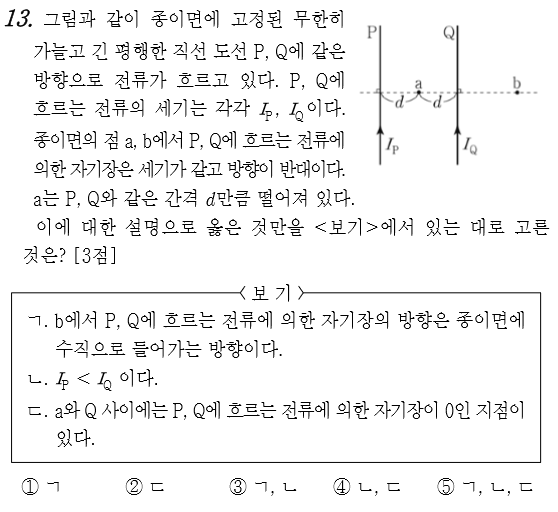 13. 그림과 같이 종이면에 고정된 무한히
가늘고 긴 평행한 직선 도선 P, Q에 같은
방향으로 전류가 흐르고 있다. P, Q에
흐르는 전류의 세기는 각각 I_P, I_Q이다.
종이면의 점 a, b에서 P, Q에 흐르는 전류에
의한 자기장은 세기가 같고 방향이 반대이다.
a는 P, Q와 같은 간격 d만큼 떨어져 있다.
P Q
a b
d d
I_P I_Q
이에 대한 설명으로 옳은 것만을 <보기>에서 있는 대로 고른
것은? [3점]
<보 기>
ㄱ. b에서 P, Q에 흐르는 전류에 의한 자기장의 방향은 종이면에
수직으로 들어가는 방향이다.
ㄴ. I_P < I_Q 이다.
ㄷ. a와 Q 사이에는 P, Q에 흐르는 전류에 의한 자기장이 0인 지점이
있다.
① ㄱ ② ㄷ ③ ㄱ, ㄴ ④ ㄴ, ㄷ ⑤ ㄱ, ㄴ, ㄷ